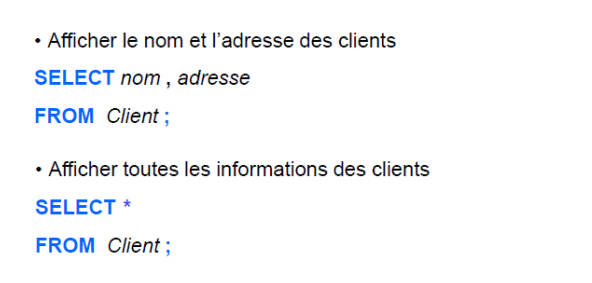 • Afficher le nom et l’adresse des clients
SELECT nom , adresse
FROM Client ;
• Afficher toutes les informations des clients
SELECT *
FROM Client ;